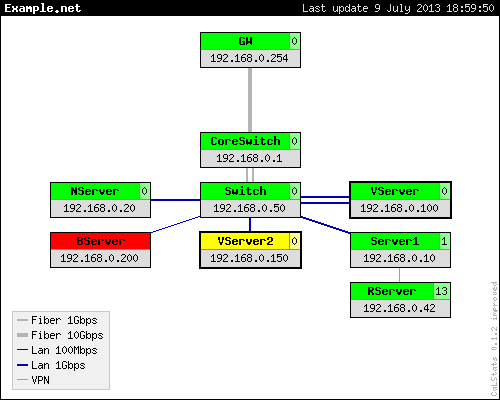 Example.net Last update 9 July 2013 18:59:50
GW 0
192.168.0.254
CoreSwitch 0
192.168.0.1
NServer 0
192.168.0.20
Switch 0
192.168.0.50
VServer 0
192.168.0.100
BServer
192.168.0.200
VServer2 0
192.168.0.150
Server1 1
192.168.0.10
RServer 13
192.168.0.42
Fiber 1Gbps
Fiber 10Gbps
Lan 100Mbps
Lan 1Gbps
VPN
CalStats 0.1.2 improved